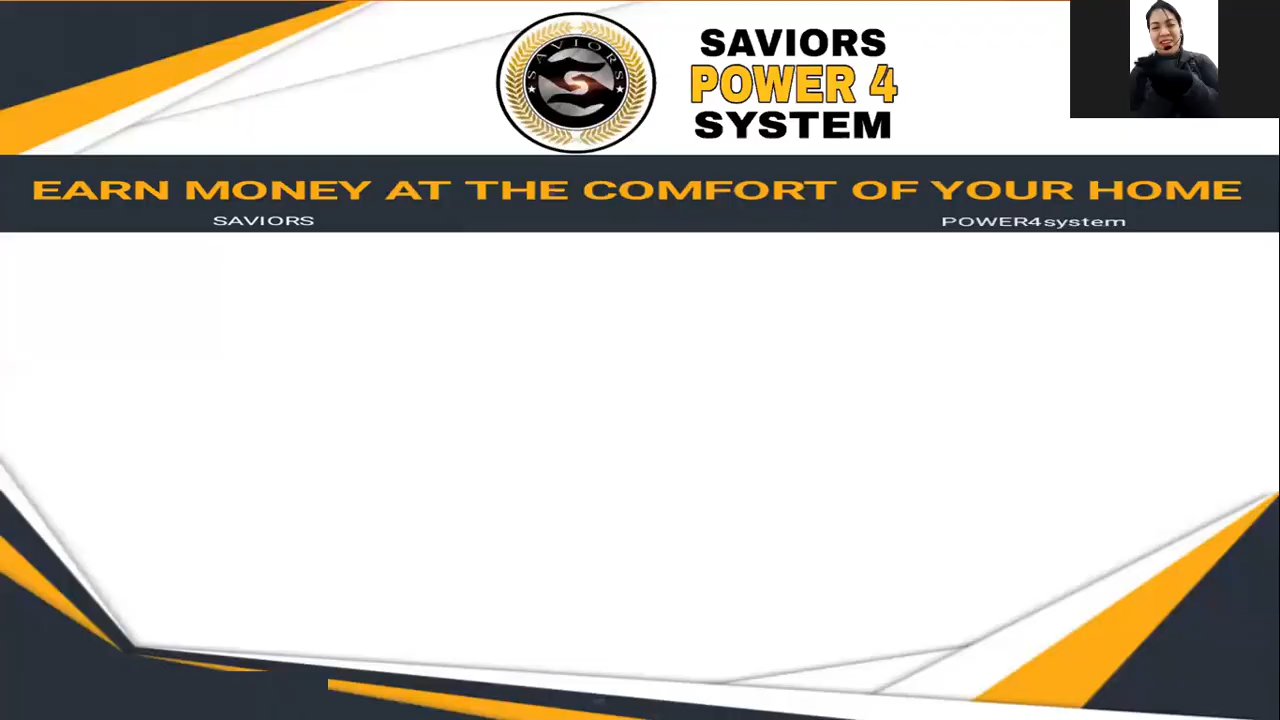 SAVIORS
SAVIORS
POWER 4
SYSTEM
EARN MONEY AT THE COMFORT OF YOUR HOME
SAVIORS
POWER4system